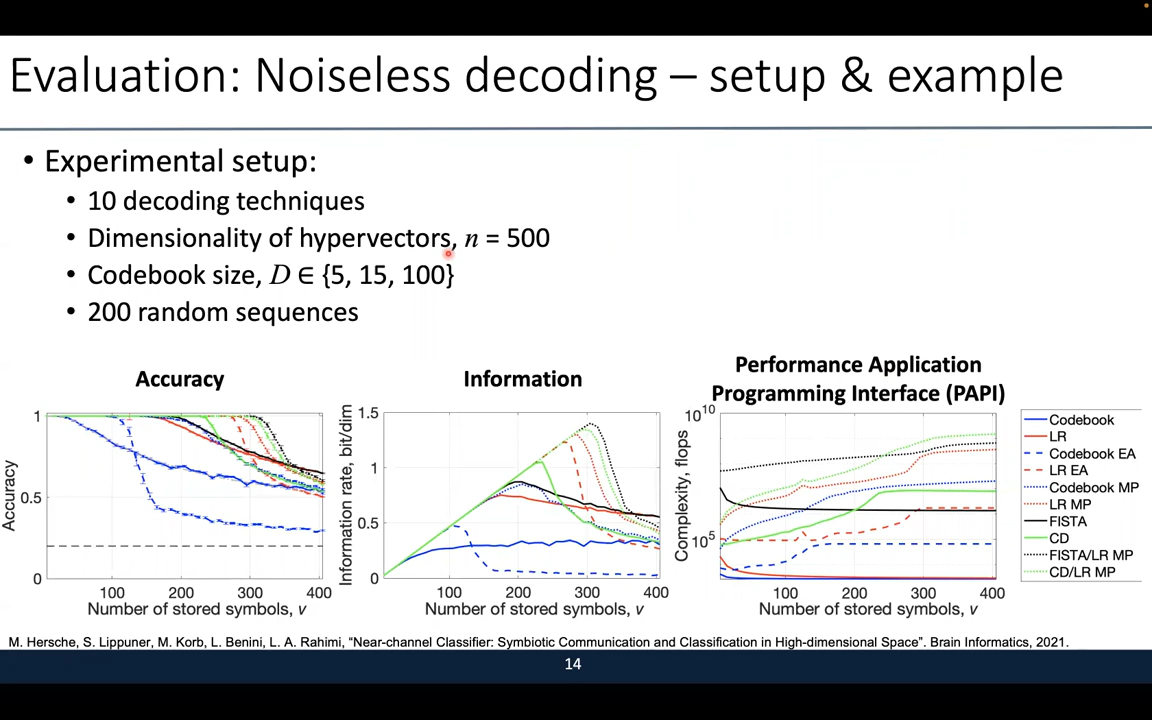 Evaluation: Noiseless decoding – setup & example
• Experimental setup:
• 10 decoding techniques
• Dimensionality of hypervectors, n = 500
• Codebook size, D ∈ {5, 15, 100}
• 200 random sequences
Accuracy
Accuracy
1
0.5
0
100
200
300
400
Number of stored symbols, v
Information
Information rate, bit/dim
1.5
1
0.5
0
100
200
300
400
Number of stored symbols, v
Performance Application
Programming Interface (PAPI)
Complexity, flops
10^10
10^5
100
200
300
400
Number of stored symbols, v
Codebook
LR
Codebook EA
LR EA
Codebook MP
LR MP
FISTA
CD
FISTA/LR MP
CD/LR MP
M. Hersche, S. Lippuner, M. Korb, L. Benini, L. A. Rahimi, “Near-channel Classifier: Symbiotic Communication and Classification in High-dimensional Space”. Brain Informatics, 2021.
14